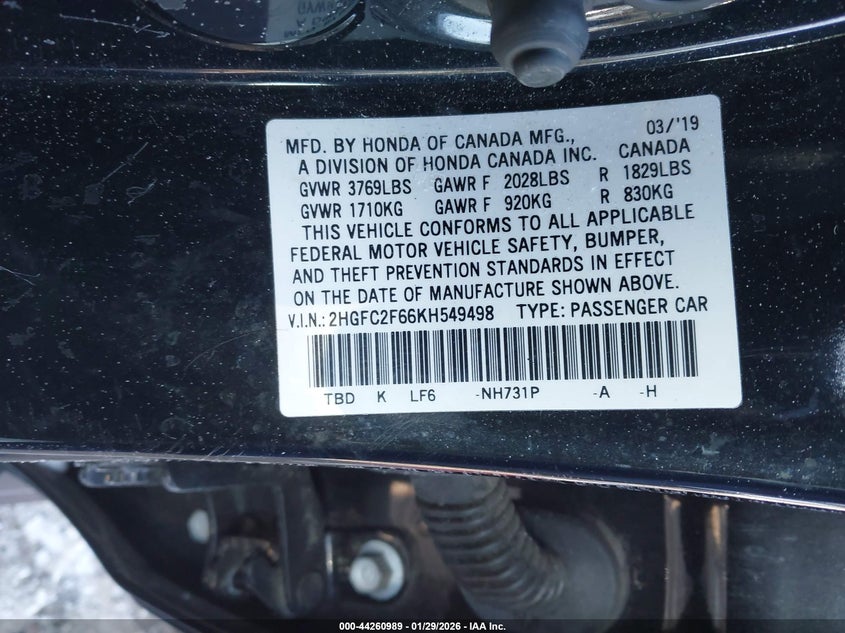 MFD. BY HONDA OF CANADA MFG., 03/'19
A DIVISION OF HONDA CANADA INC. CANADA
GVWR 3769LBS GAWR F 2028LBS R 1829LBS
GVWR 1710KG GAWR F 920KG R 830KG
THIS VEHICLE CONFORMS TO ALL APPLICABLE
FEDERAL MOTOR VEHICLE SAFETY, BUMPER,
AND THEFT PREVENTION STANDARDS IN EFFECT
ON THE DATE OF MANUFACTURE SHOWN ABOVE.
V.I.N.: 2HGFC2F66KH549498 TYPE: PASSENGER CAR
TBD K LF6 -NH731P -A -H
000-44260989 - 01/29/2026 - IAA Inc.